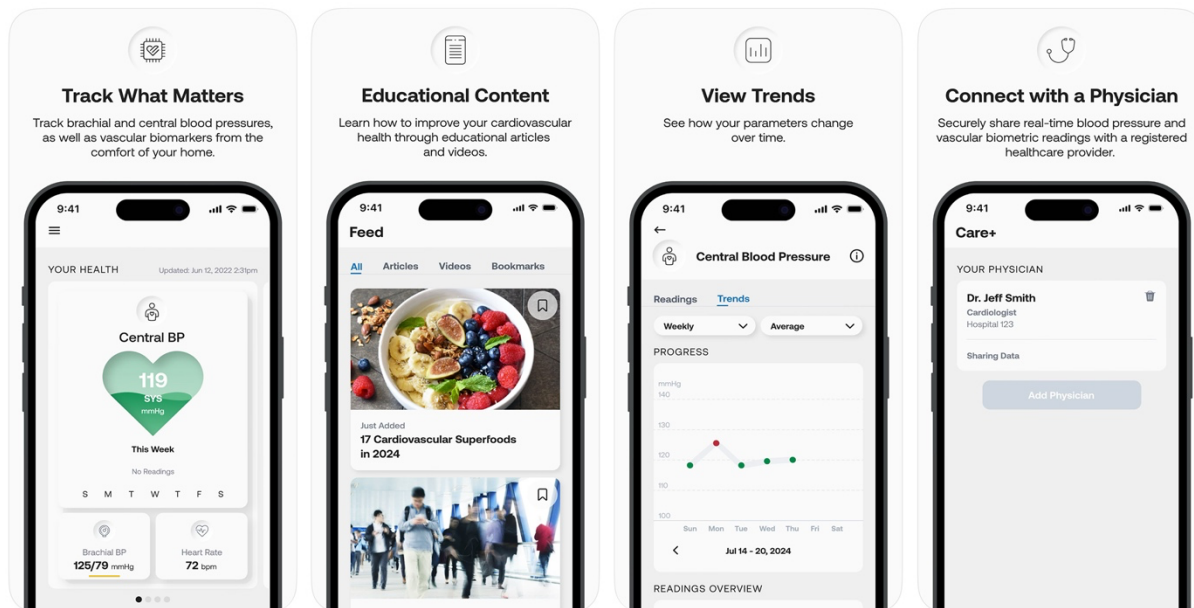 Track What Matters
Track brachial and central blood pressures,
as well as vascular biomarkers from the
comfort of your home.
9:41
YOUR HEALTH
Updated: Jun 12, 2022 2:31pm
Central BP
119
SYS
mmHg
This Week
No Readings
S M T W T F S
Brachial BP
125/79 mmHg
Heart Rate
72 bpm
Educational Content
Learn how to improve your cardiovascular
health through educational articles
and videos.
9:41
Feed
All Articles Videos Bookmarks
Just Added
17 Cardiovascular Superfoods
in 2024
View Trends
See how your parameters change
over time.
9:41
Central Blood Pressure
Readings Trends
Weekly Average
PROGRESS
mmHg
140
130
120
110
100
Sun Mon Tue Wed Thu Fri Sat
Jul 14 - 20, 2024
READINGS OVERVIEW
Connect with a Physician
Securely share real-time blood pressure and
vascular biometric readings with a registered
healthcare provider.
9:41
Care+
YOUR PHYSICIAN
Dr. Jeff Smith
Cardiologist
Hospital 123
Sharing Data
Add Physician